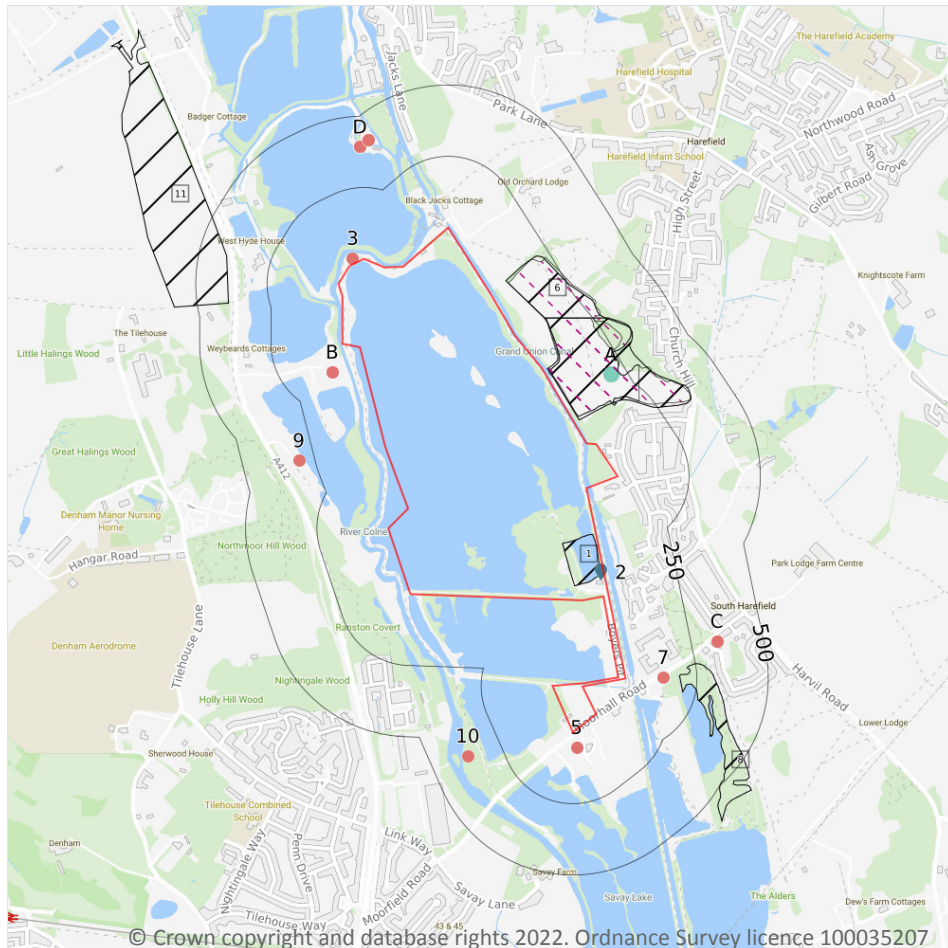 The Harefield Academy
Jacks Lane
Harefield Hospital
Park Lane
Northwood Road
Badger Cottage
D
Harefield
Ash Grove
Harefield Infant School
Gilbert Road
11
Old Orchard Lodge
High Street
Black Jacks Cottage
West Hyde House
3
Knightscote Farm
6
The Tilehouse
Little Halings Wood
Weybeards Cottages
Grand Union Canal
A
Church Hill
B
9
Great Halings Wood
A412
Denham Manor Nursing
Home
River Colne
Northmoor Hill Wood
Hangar Road
1
2
250
Park Lodge Farm Centre
South Harefield
C
500
Ranston Covert
Denham Aerodrome
Tilehouse Lane
Nightingale Wood
7
Harvil Road
Holly Hill Wood
Moorhall Road
Lower Lodge
5
10
8
Sherwood House
Tilehouse Combined
School
Denham
Link Way
Nightingale Way
Penn Drive
Moorfield Road
Savay Farm
Savay Lane
Savay Lake
The Alders
Dew's Farm Cottages
Tilehouse Way
43 & 45
© Crown copyright and database rights 2022. Ordnance Survey licence 100035207